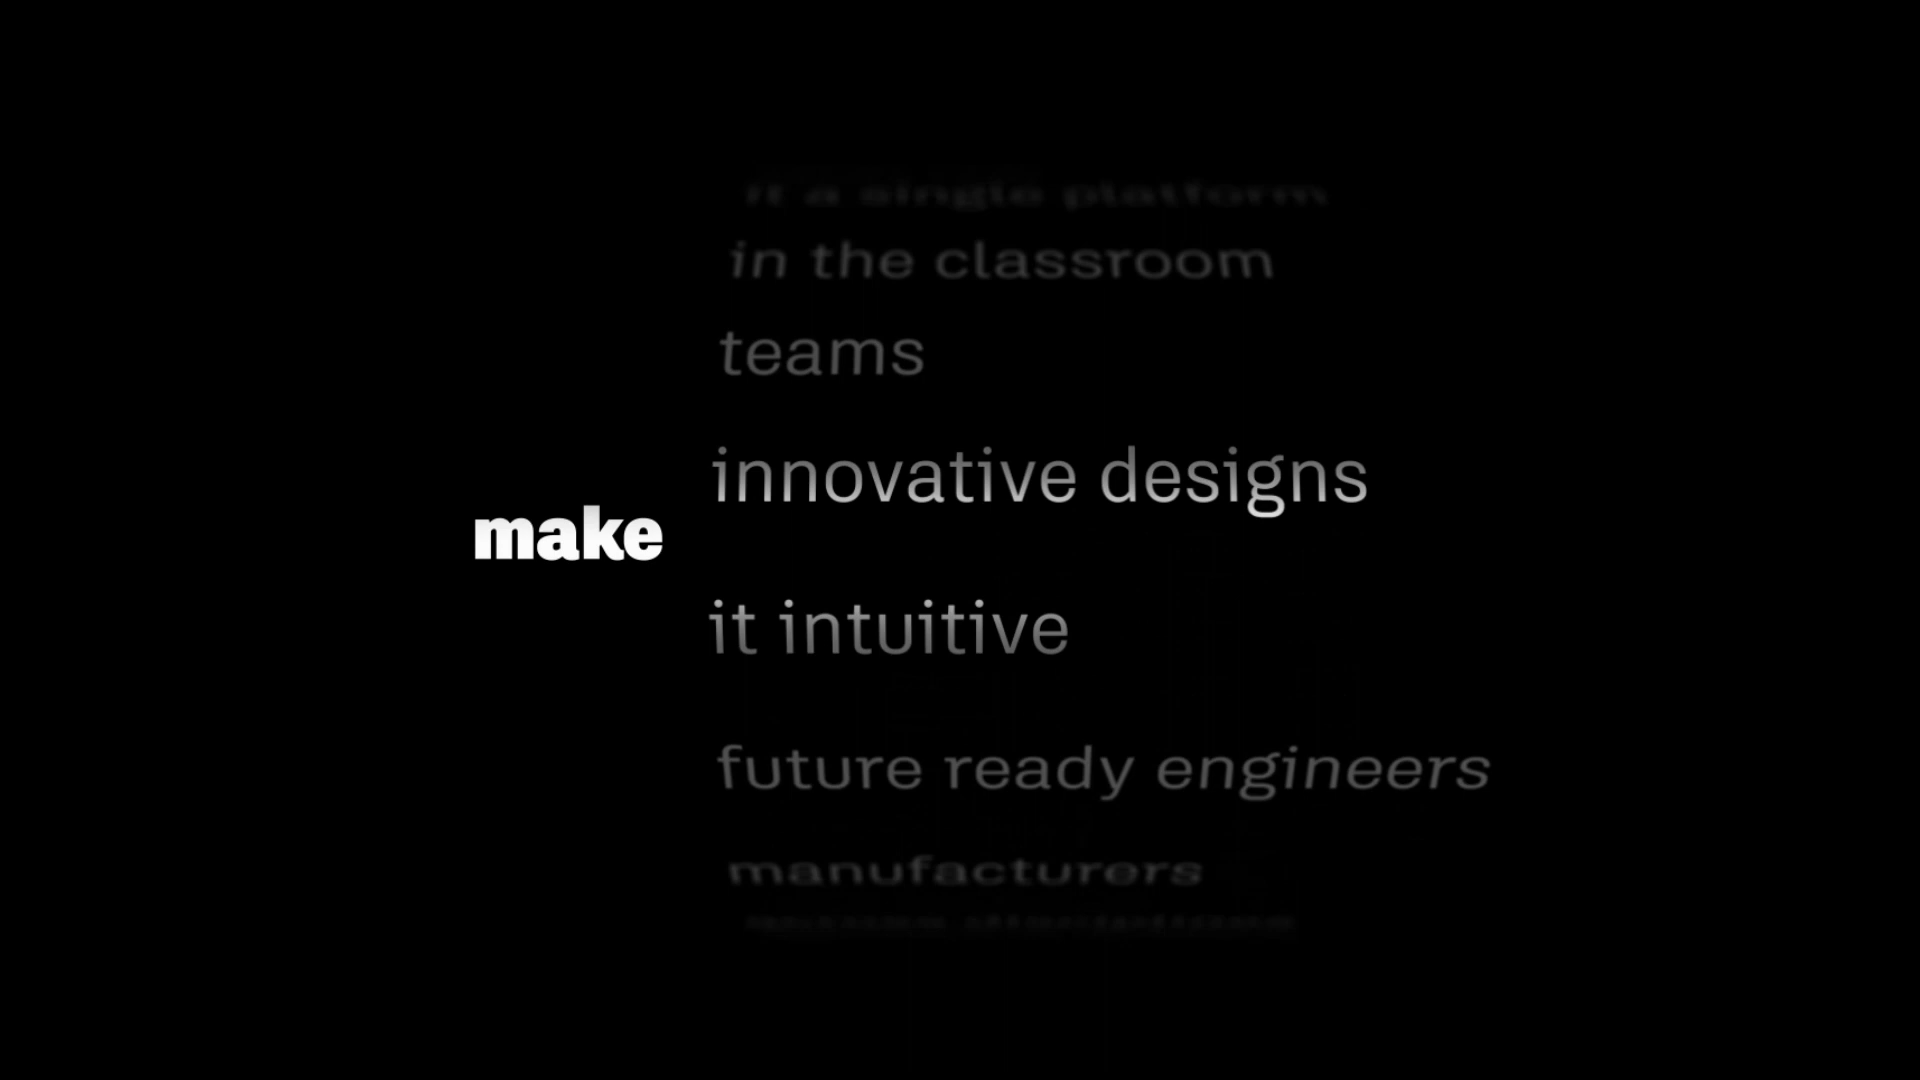 it a single platform
in the classroom
teams
innovative designs
make
it intuitive
future ready engineers
manufacturers